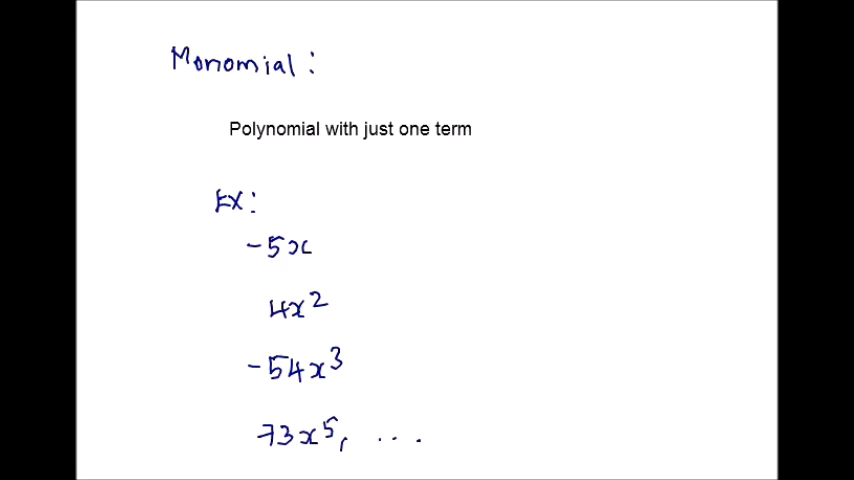 Monomial :
Polynomial with just one term
Ex:
-5x
4x²
-54x³
73x⁵, ...